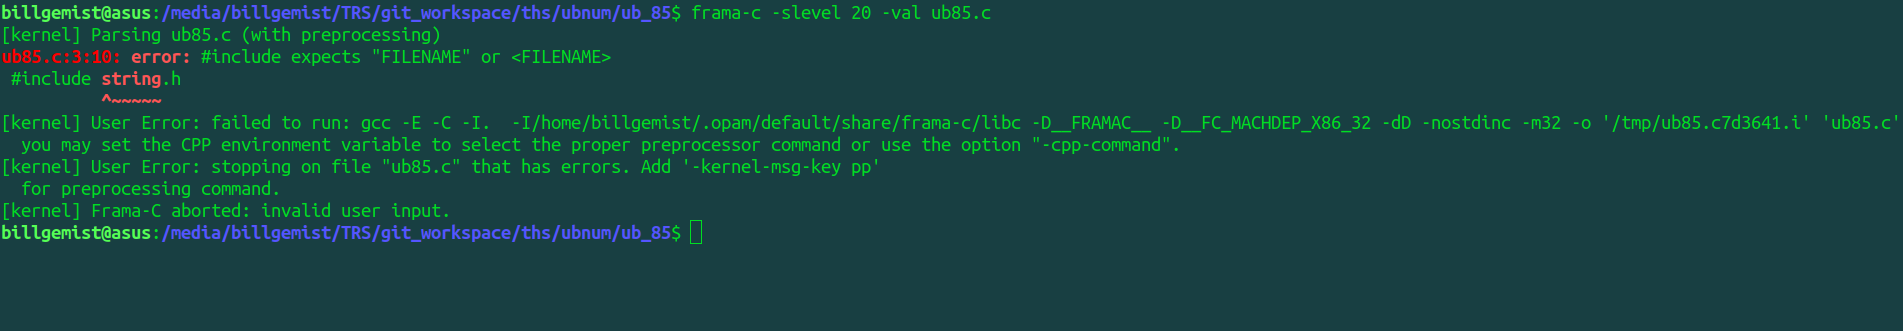 billgemist@asus:/media/billgemist/TRS/git_workspace/ths/ubnum/ub_85$ frama-c -slevel 20 -val ub85.c
[kernel] Parsing ub85.c (with preprocessing)
ub85.c:3:10: error: #include expects "FILENAME" or <FILENAME>
 #include string.h
          ^~~~~~
[kernel] User Error: failed to run: gcc -E -C -I.  -I/home/billgemist/.opam/default/share/frama-c/libc -D__FRAMAC__ -D__FC_MACHDEP_X86_32 -dD -nostdinc -m32 -o '/tmp/ub85.c7d3641.i' 'ub85.c'
  you may set the CPP environment variable to select the proper preprocessor command or use the option "-cpp-command".
[kernel] User Error: stopping on file "ub85.c" that has errors. Add '-kernel-msg-key pp'
  for preprocessing command.
[kernel] Frama-C aborted: invalid user input.
billgemist@asus:/media/billgemist/TRS/git_workspace/ths/ubnum/ub_85$